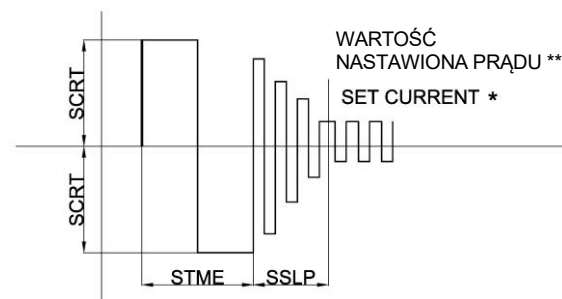 WARTOŚĆ
NASTAWIONA PRĄDU **
SET CURRENT *
SCRT
SCRT
STME
SSLP